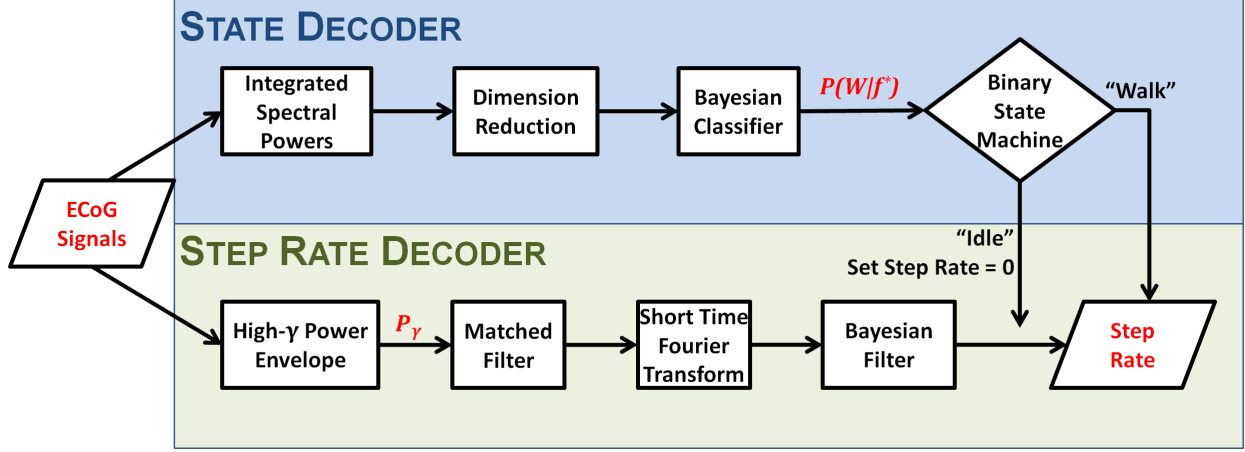 STATE DECODER
Integrated
Spectral
Powers
Dimension
Reduction
Bayesian
Classifier
P(W|f*)
Binary
State
Machine
“Walk”
ECoG
Signals
STEP RATE DECODER
“Idle”
Set Step Rate = 0
High-γ Power
Envelope
Pγ
Matched
Filter
Short Time
Fourier
Transform
Bayesian
Filter
Step
Rate